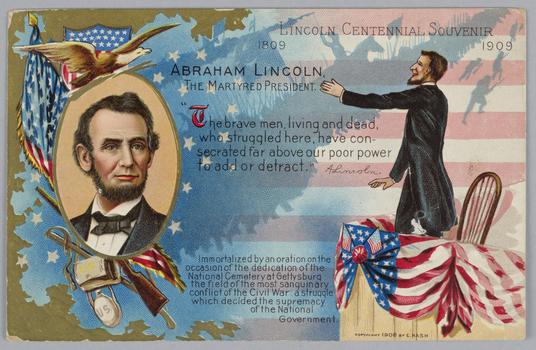 Lincoln Centennial Souvenir
1809 1909
Abraham Lincoln,
The Martyred President.
"The brave men, living and dead,
who struggled here, have con-
secrated far above our poor power
to add or detract."
A Lincoln.
Immortalized by an oration on the
occasion of the dedication of the
National Cemetery at Gettysburg
the field of the most sanguinary
conflict of the Civil War a struggle
which decided the supremacy
of the National
Government.
U.S.
COPYRIGHT 1908 BY E. NASH